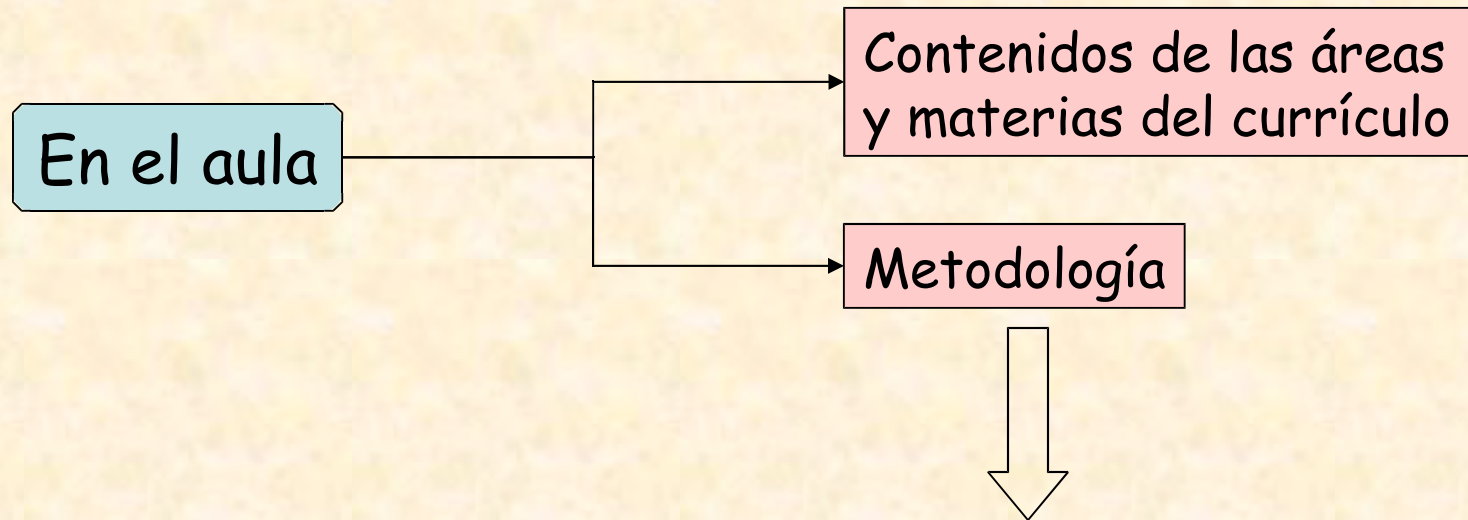 En el aula
Contenidos de las áreas
y materias del currículo
Metodología